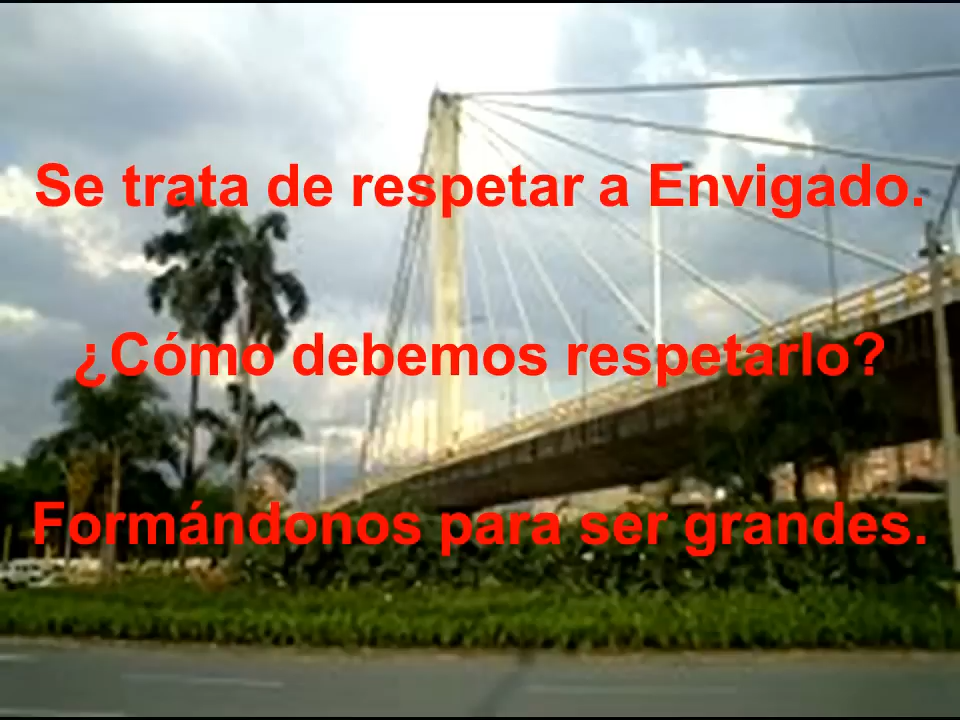 Se trata de respetar a Envigado.
¿Cómo debemos respetarlo?
Formándonos para ser grandes.